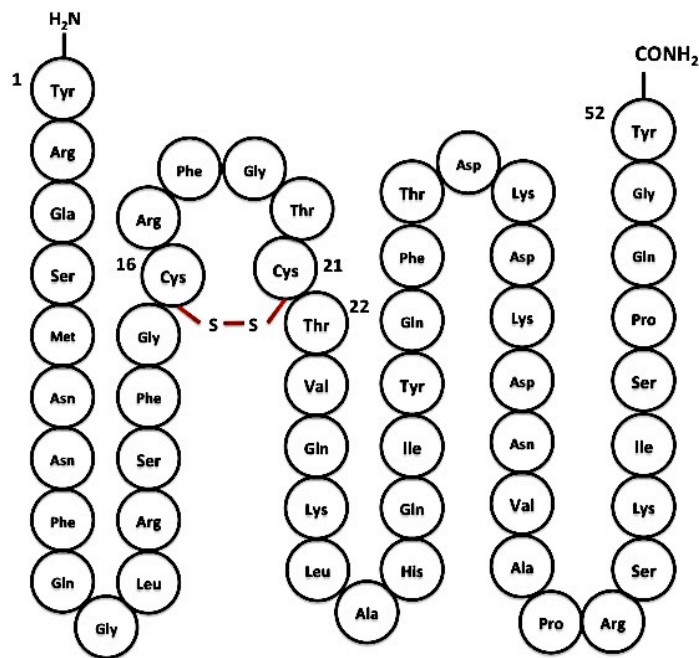 H₂N
1
Tyr
Arg
Gla
Ser
Met
Asn
Asn
Phe
Gln
Gly
Leu
Arg
Ser
Phe
Gly
16
Cys
Arg
Phe
Gly
Thr
Cys
21
S — S
Thr
22
Val
Gln
Lys
Leu
Ala
His
Gln
Ile
Tyr
Gln
Phe
Thr
Asp
Lys
Asp
Lys
Asp
Asn
Val
Ala
Pro
Arg
Ser
Lys
Ile
Ser
Pro
Gln
Gly
Tyr
52
CONH₂